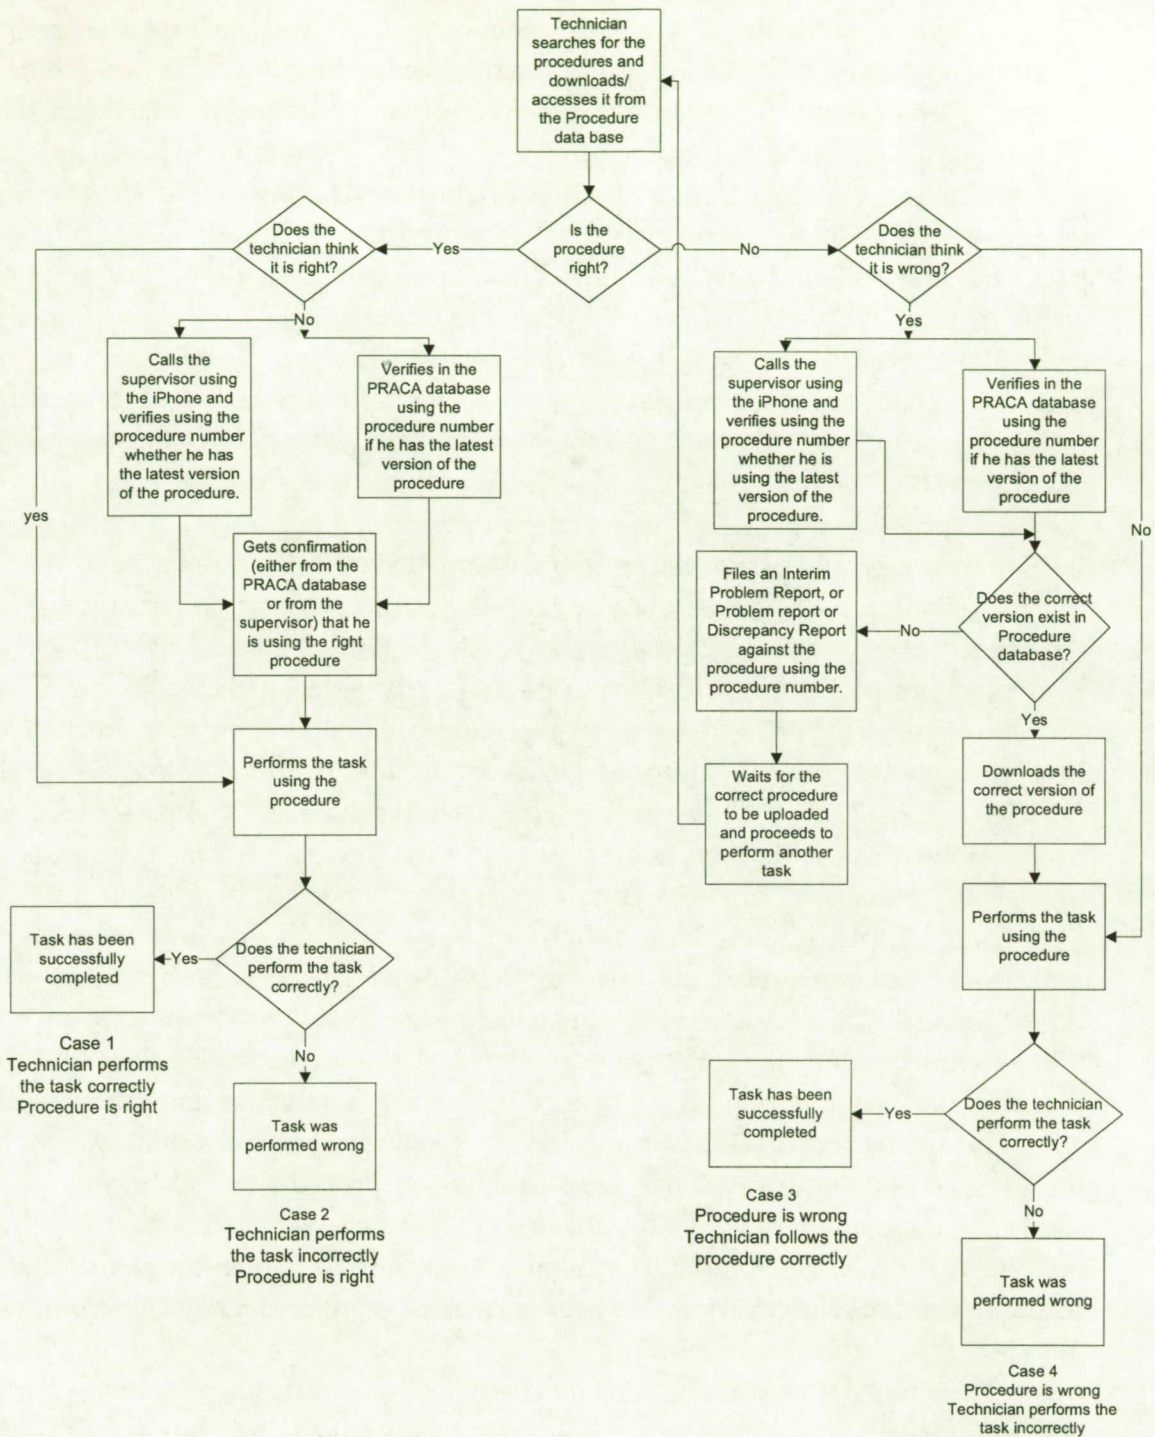 Technician
searches for the
procedures and
downloads/
accesses it from
the Procedure
data base
Does the
technician think
it is right?
Yes
Is the
procedure
right?
No
Does the
technician think
it is wrong?
No
Yes
Calls the
supervisor using
the iPhone and
verifies using the
procedure number
whether he has
the latest version
of the procedure.
Verifies in the
PRACA database
using the
procedure number
if he has the latest
version of the
procedure
Calls the
supervisor using
the iPhone and
verifies using the
procedure number
whether he is
using the latest
version of the
procedure.
Verifies in the
PRACA database
using the
procedure number
if he has the latest
version of the
procedure
yes
No
Gets confirmation
(either from the
PRACA database
or from the
supervisor) that he
is using the right
procedure
Files an Interim
Problem Report, or
Problem report or
Discrepancy Report
against the
procedure using the
procedure number.
No
Does the correct
version exist in
Procedure
database?
Yes
Performs the task
using the
procedure
Waits for the
correct procedure
to be uploaded
and proceeds to
perform another
task
Downloads the
correct version of
the procedure
Performs the task
using the
procedure
Task has been
successfully
completed
Yes
Does the technician
perform the task
correctly?
Case 1
Technician performs
the task correctly
Procedure is right
No
Task was
performed wrong
Case 2
Technician performs
the task incorrectly
Procedure is right
Task has been
successfully
completed
Yes
Does the technician
perform the task
correctly?
Case 3
Procedure is wrong
Technician follows the
procedure correctly
No
Task was
performed wrong
Case 4
Procedure is wrong
Technician performs the
task incorrectly